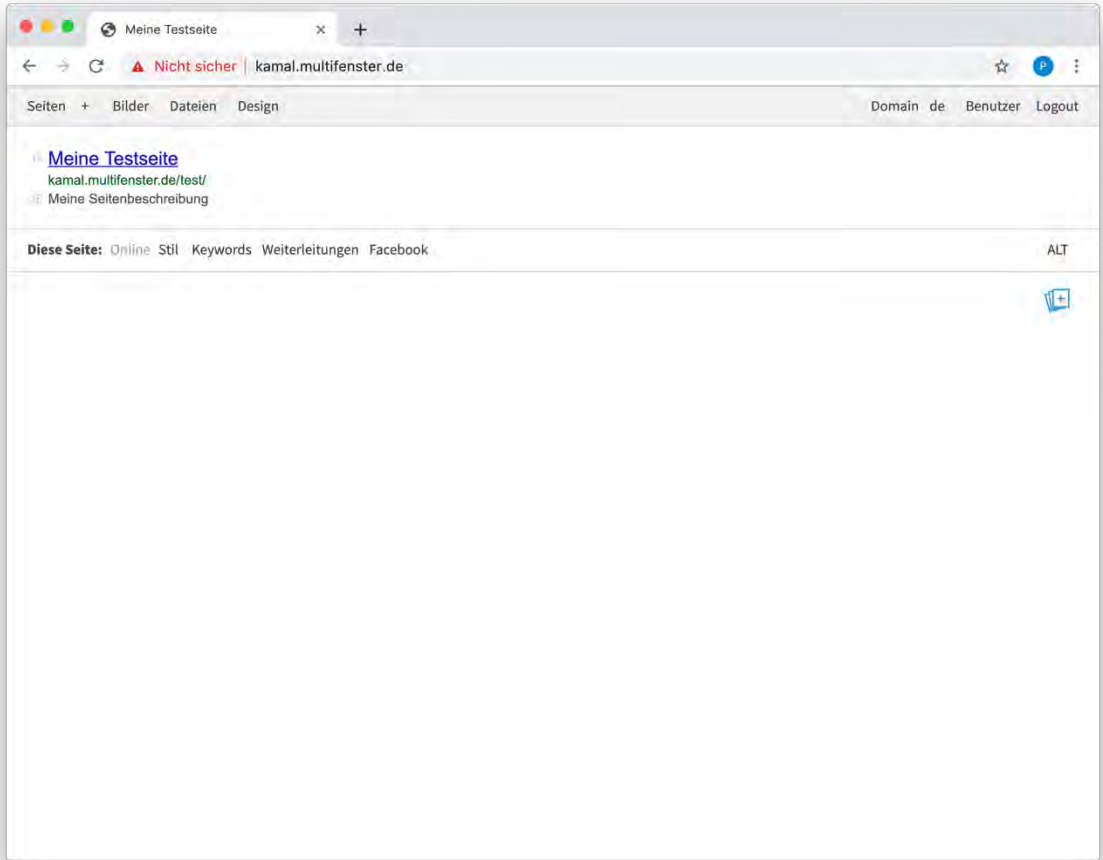 Meine Testseite
Nicht sicher kamal.multifenster.de P
Seiten + Bilder Dateien Design Domain de Benutzer Logout
Meine Testseite
kamal.multifenster.de/test/
Meine Seitenbeschreibung
Diese Seite: Online Stil Keywords Weiterleitungen Facebook ALT